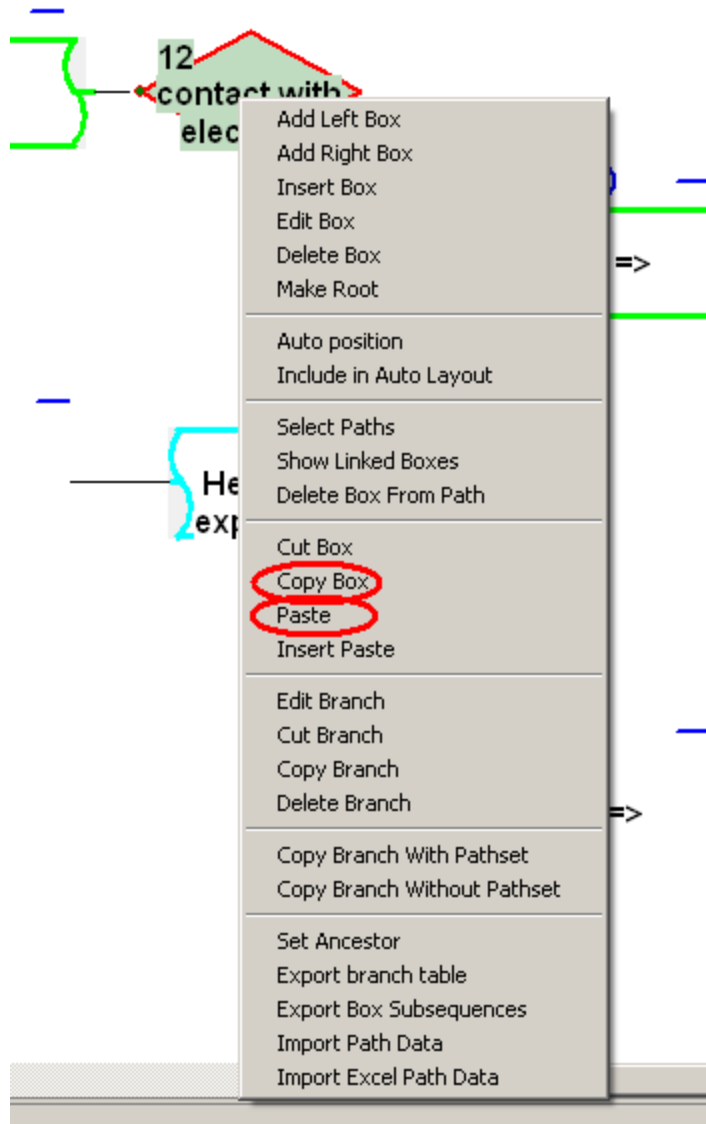 12
contact with
Add Left Box
Add Right Box
Insert Box
Edit Box
Delete Box
=>
Make Root
Auto position
Include in Auto Layout
Select Paths
Show Linked Boxes
Delete Box From Path
Cut Box
Copy Box
Paste
Insert Paste
Edit Branch
Cut Branch
Copy Branch
Delete Branch
=>
Copy Branch With Pathset
Copy Branch Without Pathset
Set Ancestor
Export branch table
Export Box Subsequences
Import Path Data
Import Excel Path Data